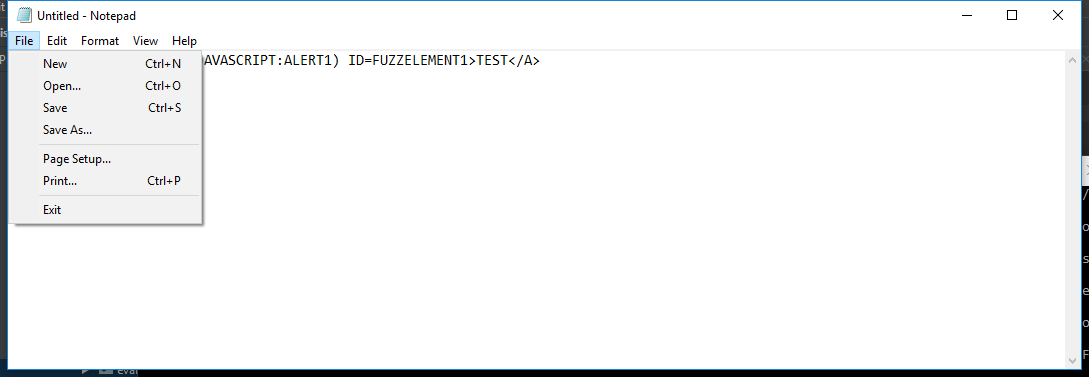 Untitled - Notepad
File Edit Format View Help
AVASCRIPT:ALERT1) ID=FUZZELEMENT1>TEST</A>
New Ctrl+N
Open... Ctrl+O
Save Ctrl+S
Save As...
Page Setup...
Print... Ctrl+P
Exit
eval